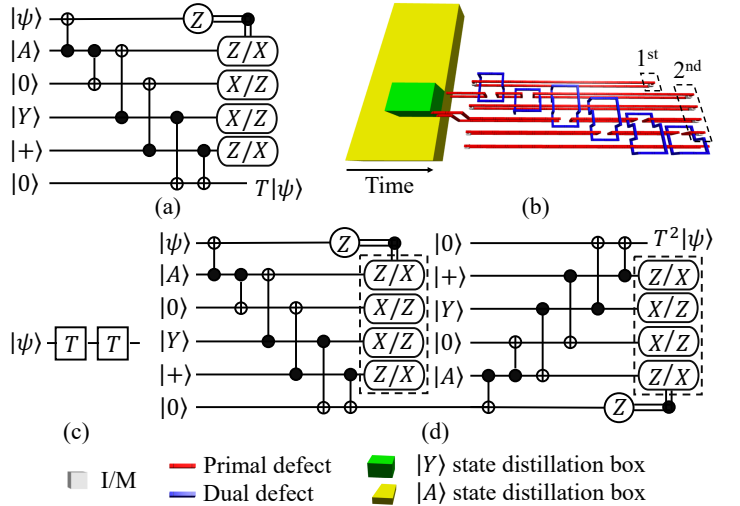 |ψ⟩ Z
|A⟩ Z/X
|0⟩ X/Z
|Y⟩ X/Z
|+⟩ Z/X
|0⟩ T|ψ⟩
(a)
1st
2nd
Time
(b)
|ψ⟩ T T
(c)
|ψ⟩ Z |0⟩ T²|ψ⟩
|A⟩ Z/X |+⟩ Z/X
|0⟩ X/Z |Y⟩ X/Z
|Y⟩ X/Z |0⟩ X/Z
|+⟩ Z/X |A⟩ Z/X
|0⟩ Z
(d)
I/M
Primal defect
Dual defect
|Y⟩ state distillation box
|A⟩ state distillation box